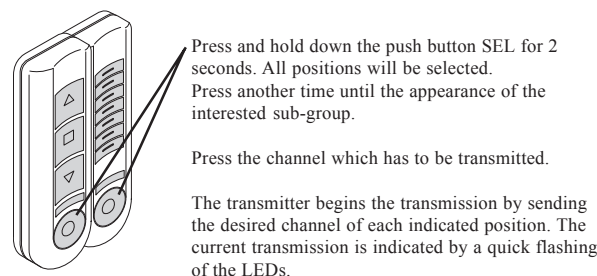 Press and hold down the push button SEL for 2
seconds. All positions will be selected.
Press another time until the appearance of the
interested sub-group.
Press the channel which has to be transmitted.
The transmitter begins the transmission by sending
the desired channel of each indicated position. The
current transmission is indicated by a quick flashing
of the LEDs.